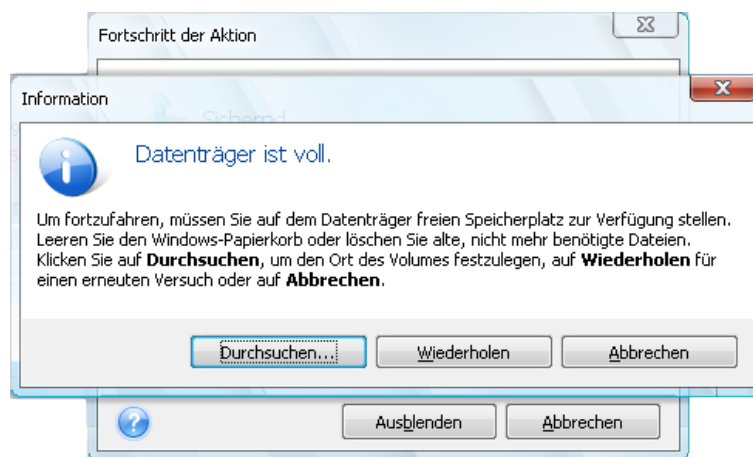 Fortschritt der Aktion
Information
Sichernd
Datenträger ist voll.
Um fortzufahren, müssen Sie auf dem Datenträger freien Speicherplatz zur Verfügung stellen.
Leeren Sie den Windows-Papierkorb oder löschen Sie alte, nicht mehr benötigte Dateien.
Klicken Sie auf Durchsuchen, um den Ort des Volumes festzulegen, auf Wiederholen für
einen erneuten Versuch oder auf Abbrechen.
Durchsuchen... Wiederholen Abbrechen
? Ausblenden Abbrechen